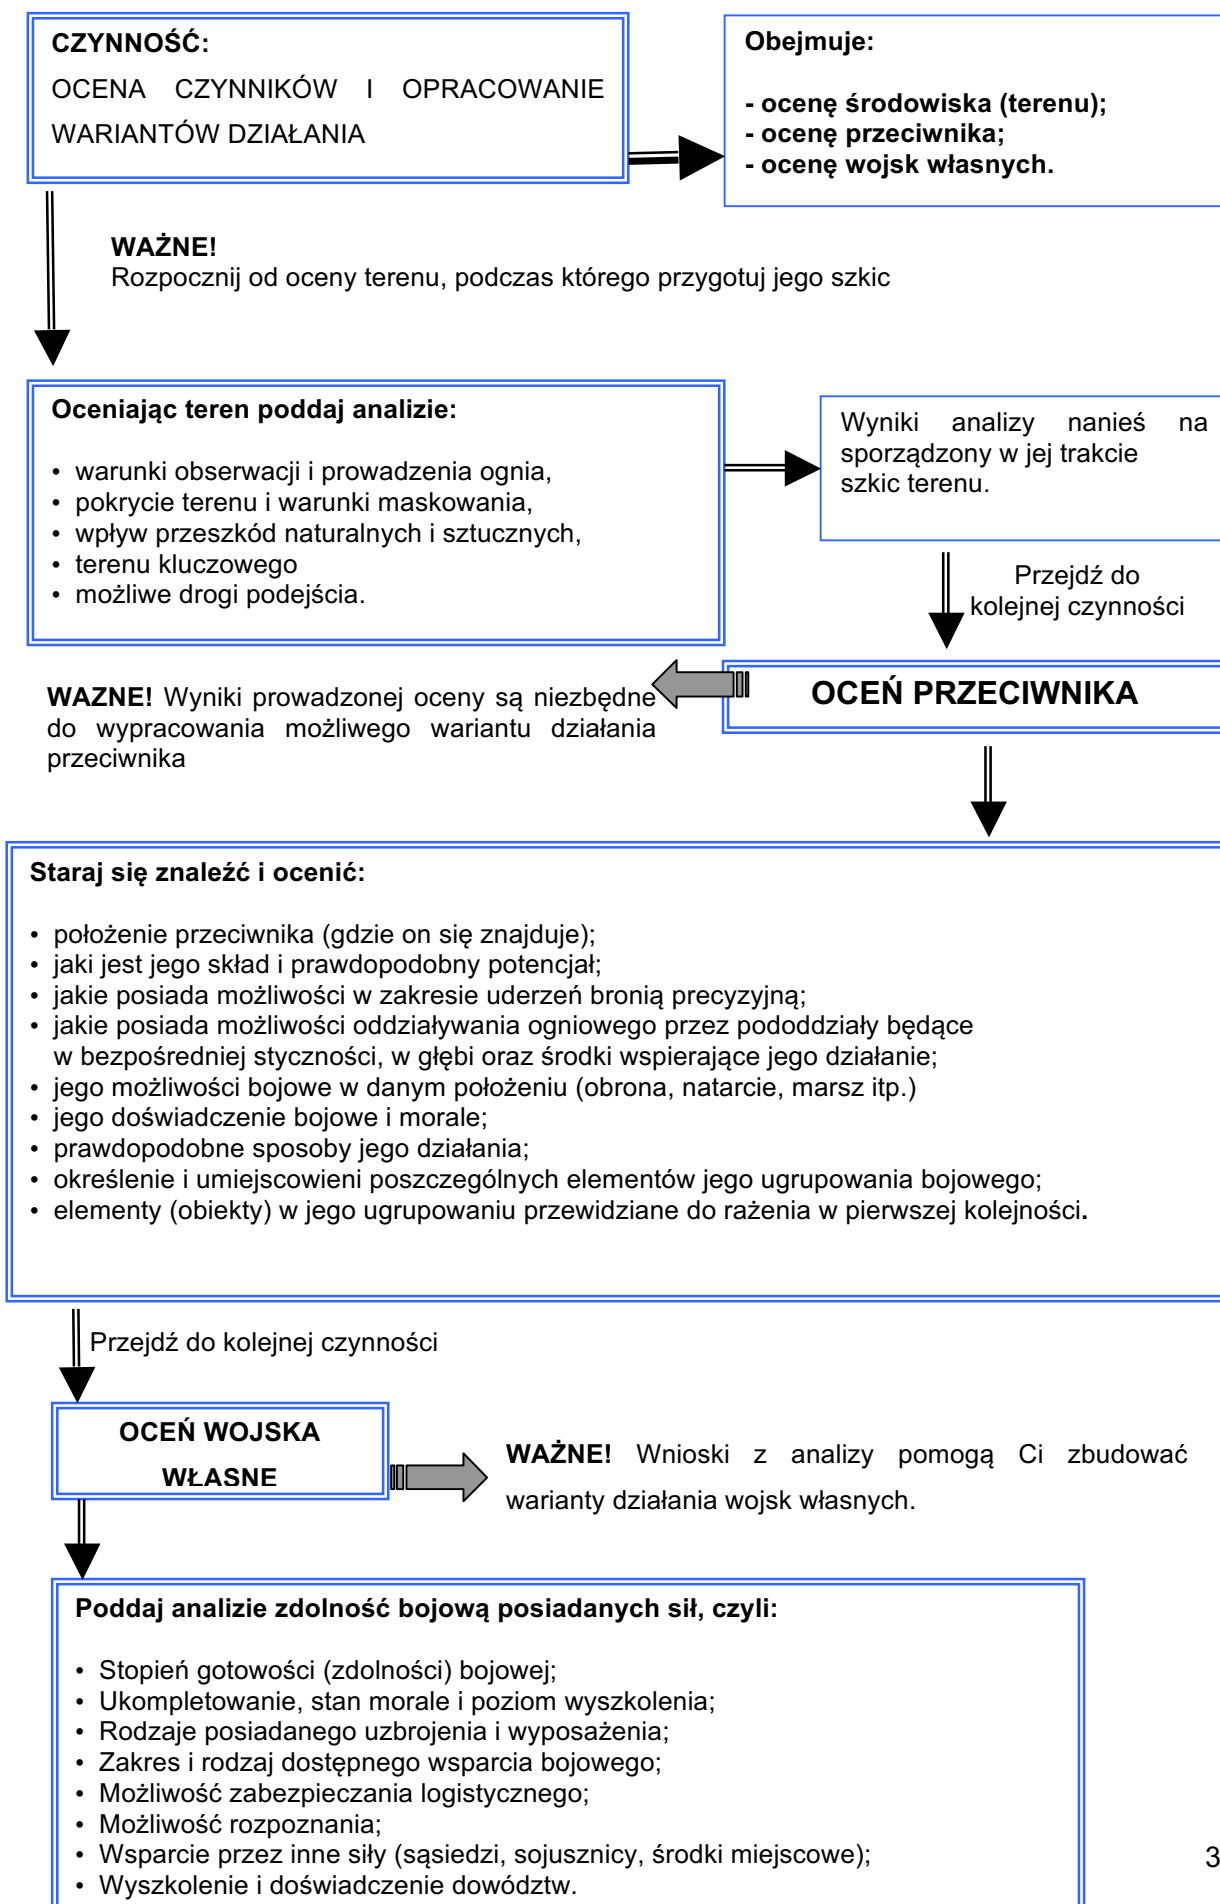 CZYNNOŚĆ:
OCENA CZYNNIKÓW I OPRACOWANIE
WARIANTÓW DZIAŁANIA
Obejmuje:
- ocenę środowiska (terenu);
- ocenę przeciwnika;
- ocenę wojsk własnych.
WAŻNE!
Rozpocznij od oceny terenu, podczas którego przygotuj jego szkic
Oceniając teren poddaj analizie:
• warunki obserwacji i prowadzenia ognia,
• pokrycie terenu i warunki maskowania,
• wpływ przeszkód naturalnych i sztucznych,
• terenu kluczowego
• możliwe drogi podejścia.
Wyniki analizy nanieś na
sporządzony w jej trakcie
szkic terenu.
Przejdź do
kolejnej czynności
OCEŃ PRZECIWNIKA
WAZNE! Wyniki prowadzonej oceny są niezbędne
do wypracowania możliwego wariantu działania
przeciwnika
Staraj się znaleźć i ocenić:
• położenie przeciwnika (gdzie on się znajduje);
• jaki jest jego skład i prawdopodobny potencjał;
• jakie posiada możliwości w zakresie uderzeń bronią precyzyjną;
• jakie posiada możliwości oddziaływania ogniowego przez pododdziały będące
w bezpośredniej styczności, w głębi oraz środki wspierające jego działanie;
• jego możliwości bojowe w danym położeniu (obrona, natarcie, marsz itp.)
• jego doświadczenie bojowe i morale;
• prawdopodobne sposoby jego działania;
• określenie i umiejscowieni poszczególnych elementów jego ugrupowania bojowego;
• elementy (obiekty) w jego ugrupowaniu przewidziane do rażenia w pierwszej kolejności.
Przejdź do kolejnej czynności
OCEŃ WOJSKA
WŁASNE
WAŻNE! Wnioski z analizy pomogą Ci zbudować
warianty działania wojsk własnych.
Poddaj analizie zdolność bojową posiadanych sił, czyli:
• Stopień gotowości (zdolności) bojowej;
• Ukompletowanie, stan morale i poziom wyszkolenia;
• Rodzaje posiadanego uzbrojenia i wyposażenia;
• Zakres i rodzaj dostępnego wsparcia bojowego;
• Możliwość zabezpieczania logistycznego;
• Możliwość rozpoznania;
• Wsparcie przez inne siły (sąsiedzi, sojusznicy, środki miejscowe);
• Wyszkolenie i doświadczenie dowództw.
3